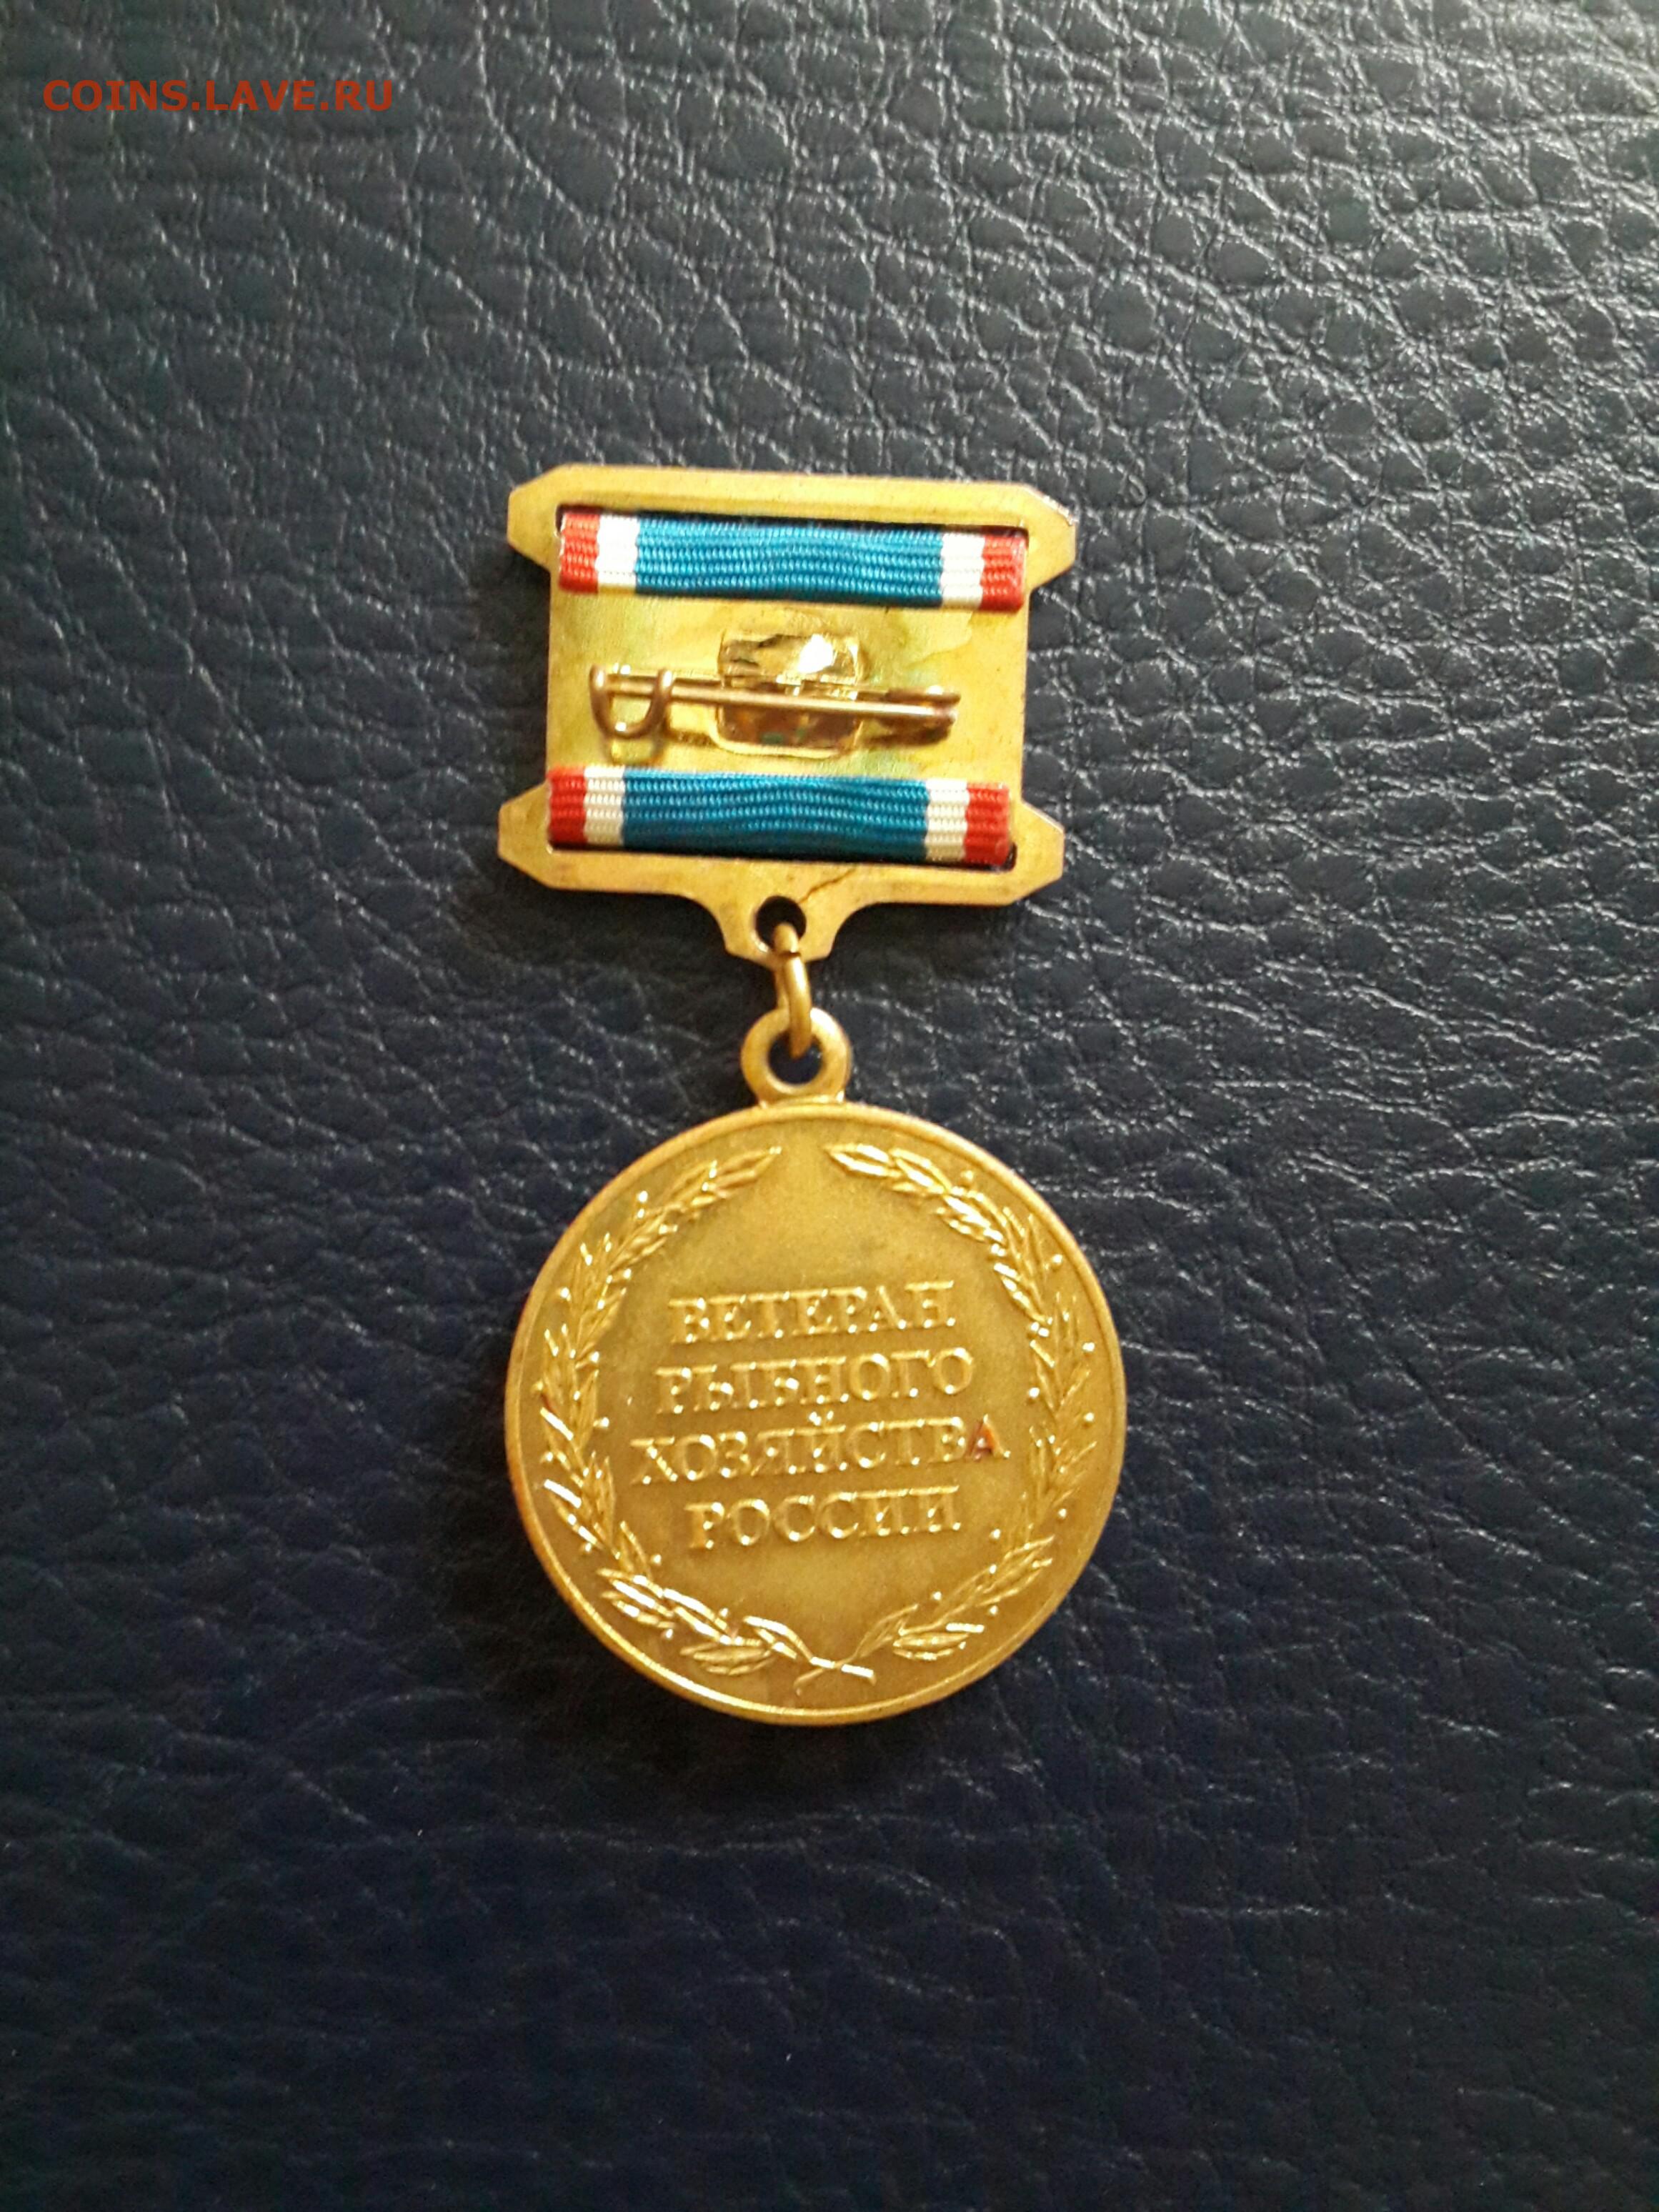 COINS.LAVE.RU
ВЕТЕРАН
РЫБНОГО
ХОЗЯЙСТВА
РОССИИ